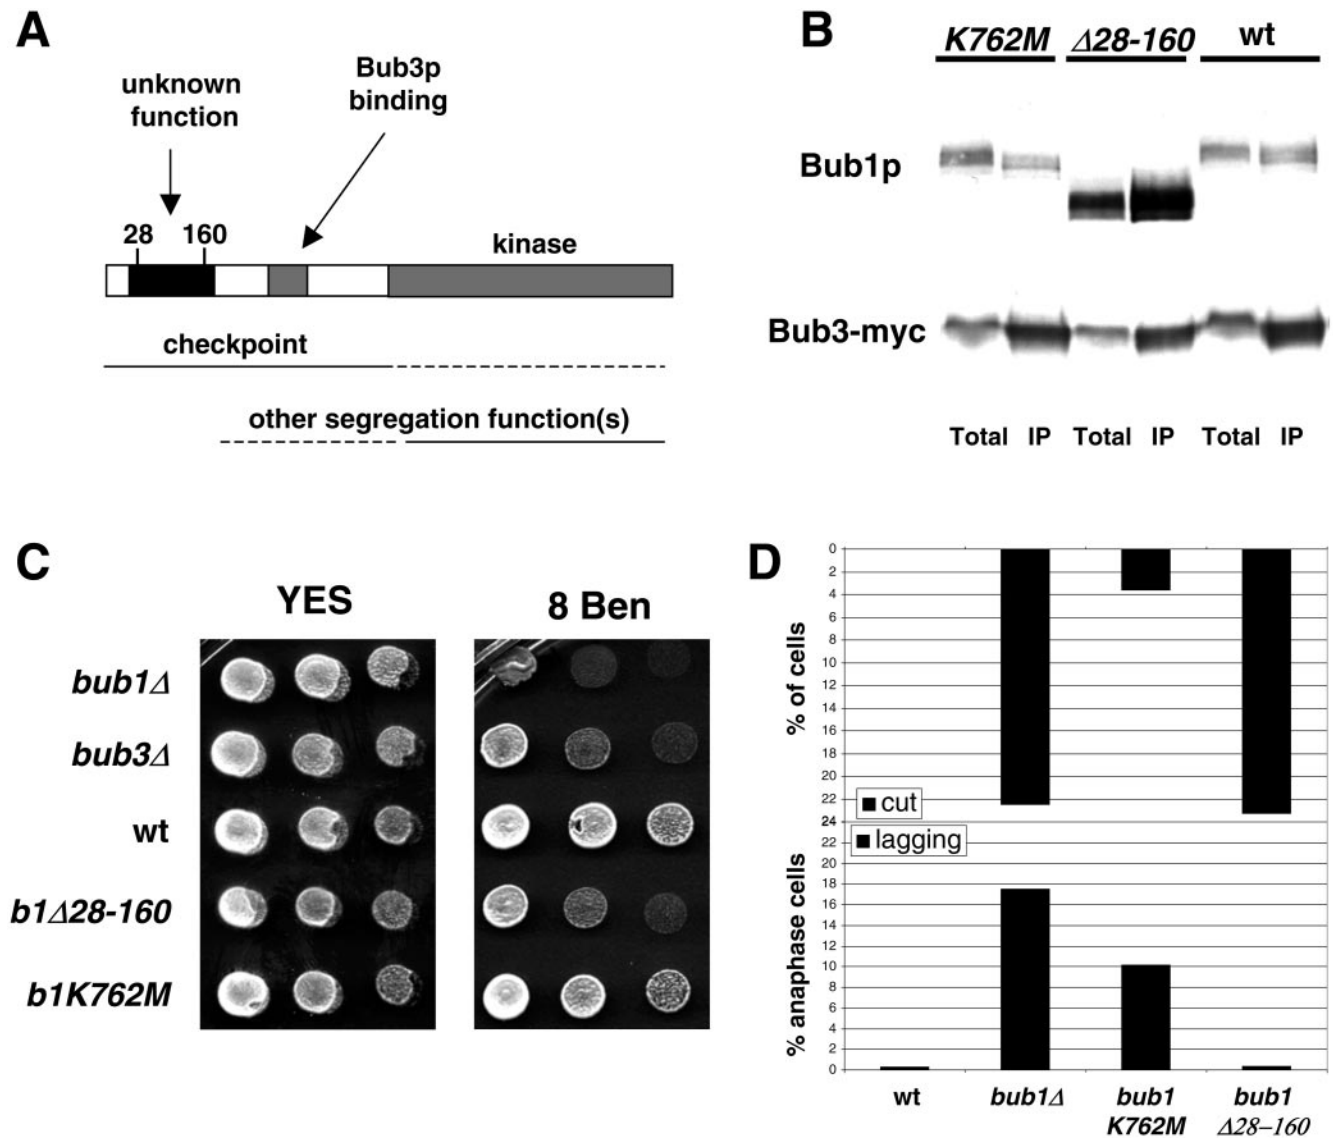 A
unknown
function
Bub3p
binding
28
160
kinase
checkpoint
other segregation function(s)
B
K762M
Δ28-160
wt
Bub1p
Bub3-myc
Total IP Total IP Total IP
C
YES
8 Ben
bub1Δ
bub3Δ
wt
b1Δ28-160
b1K762M
D
% of cells
0
2
4
6
8
10
12
14
16
18
20
22
24
cut
lagging
% anaphase cells
22
20
18
16
14
12
10
8
6
4
2
0
wt
bub1Δ
bub1
K762M
bub1
Δ28–160